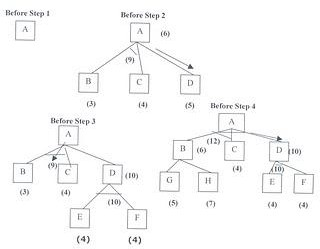 Before Step 1
A
Before Step 2
A (6)
(9)
B C D
(3) (4) (5)
Before Step 3
A
(9)
B C D (10)
(3) (4)
(10)
E F
(4) (4)
Before Step 4
A
(12)
B C D (10)
(6) (4) (10)
G H E F
(5) (7) (4) (4)